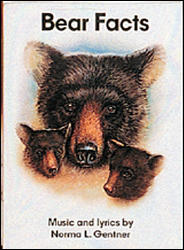 Bear Facts
Music and lyrics by
Norma L. Gentner